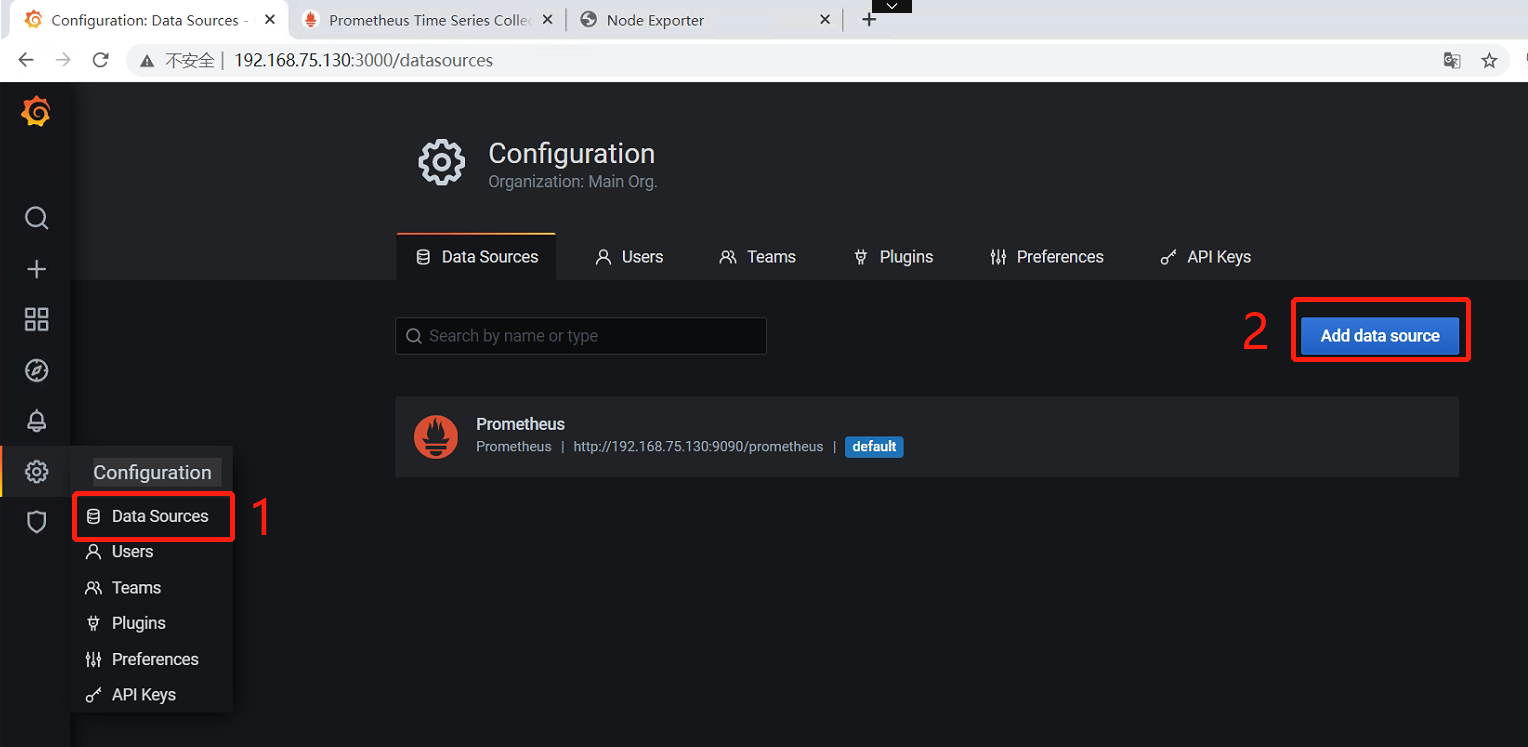 Configuration: Data Sources -
Prometheus Time Series Collec
Node Exporter
不安全 | 192.168.75.130:3000/datasources
Configuration
Organization: Main Org.
Data Sources
Users
Teams
Plugins
Preferences
API Keys
Search by name or type
2
Add data source
Prometheus
Prometheus | http://192.168.75.130:9090/prometheus | default
Configuration
Data Sources
1
Users
Teams
Plugins
Preferences
API Keys